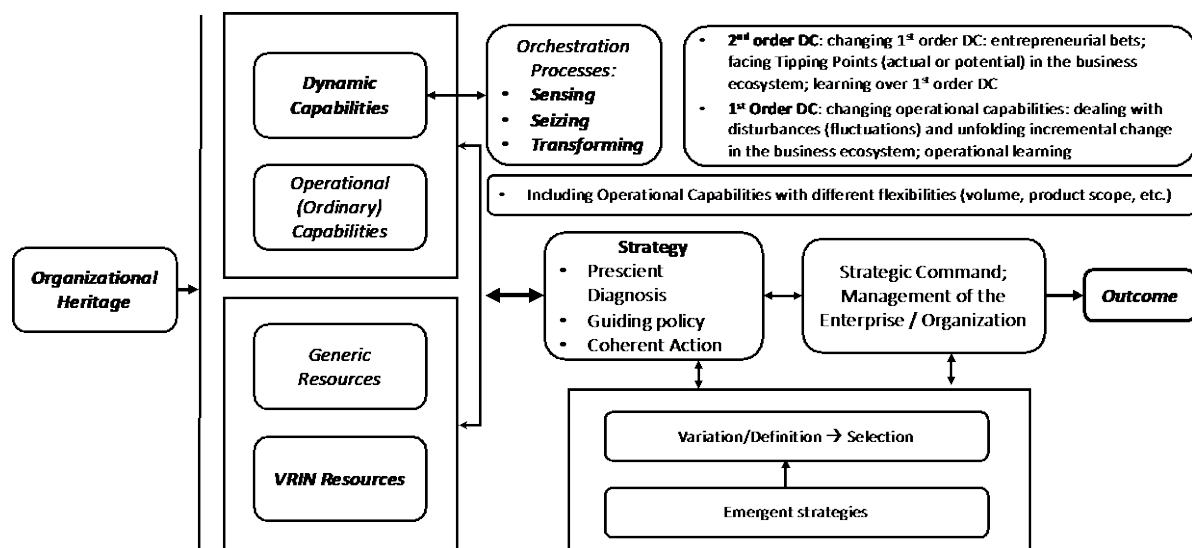 Organizational
Heritage
Dynamic
Capabilities
Operational
(Ordinary)
Capabilities
Generic
Resources
VRIN Resources
Orchestration
Processes:
• Sensing
• Seizing
• Transforming
• 2nd order DC: changing 1st order DC: entrepreneurial bets;
facing Tipping Points (actual or potential) in the business
ecosystem; learning over 1st order DC
• 1st Order DC: changing operational capabilities: dealing with
disturbances (fluctuations) and unfolding incremental change
in the business ecosystem; operational learning
• Including Operational Capabilities with different flexibilities (volume, product scope, etc.)
Strategy
• Prescient
Diagnosis
• Guiding policy
• Coherent Action
Strategic Command;
Management of the
Enterprise / Organization
Outcome
Variation/Definition → Selection
Emergent strategies